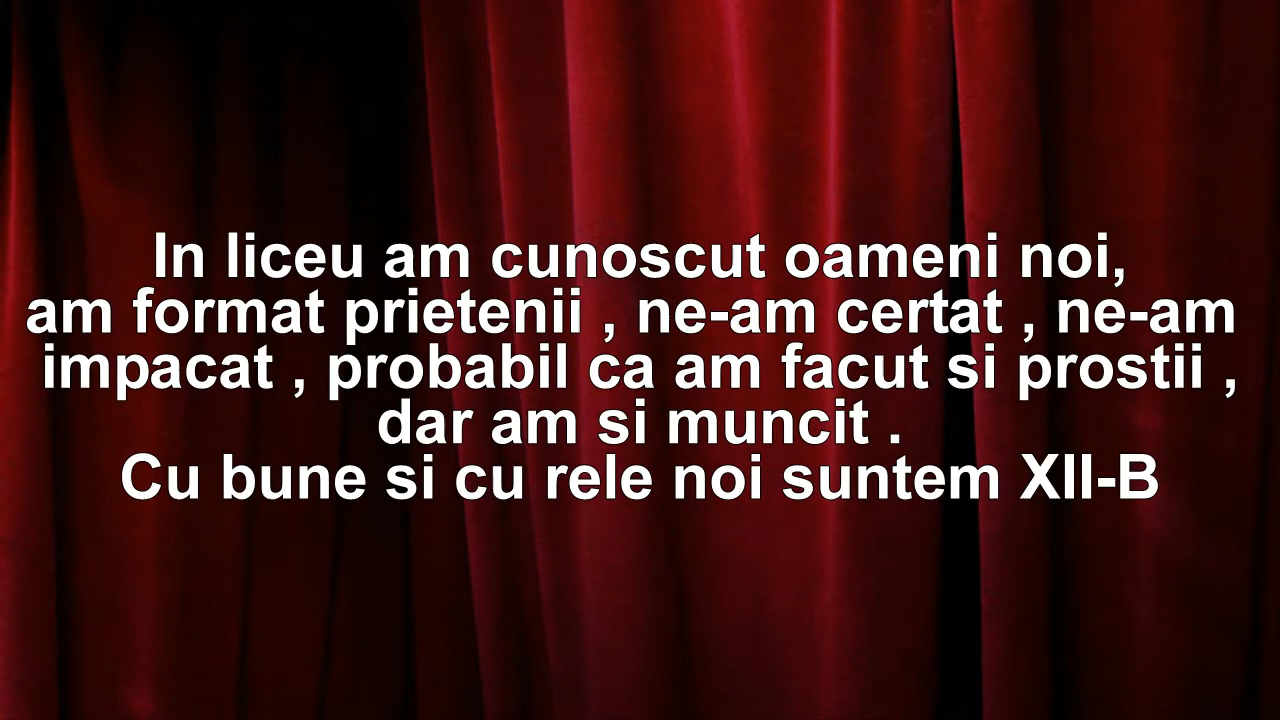 In liceu am cunoscut oameni noi,
am format prietenii , ne-am certat , ne-am
impacat , probabil ca am facut si prostii ,
dar am si muncit .
Cu bune si cu rele noi suntem XII-B